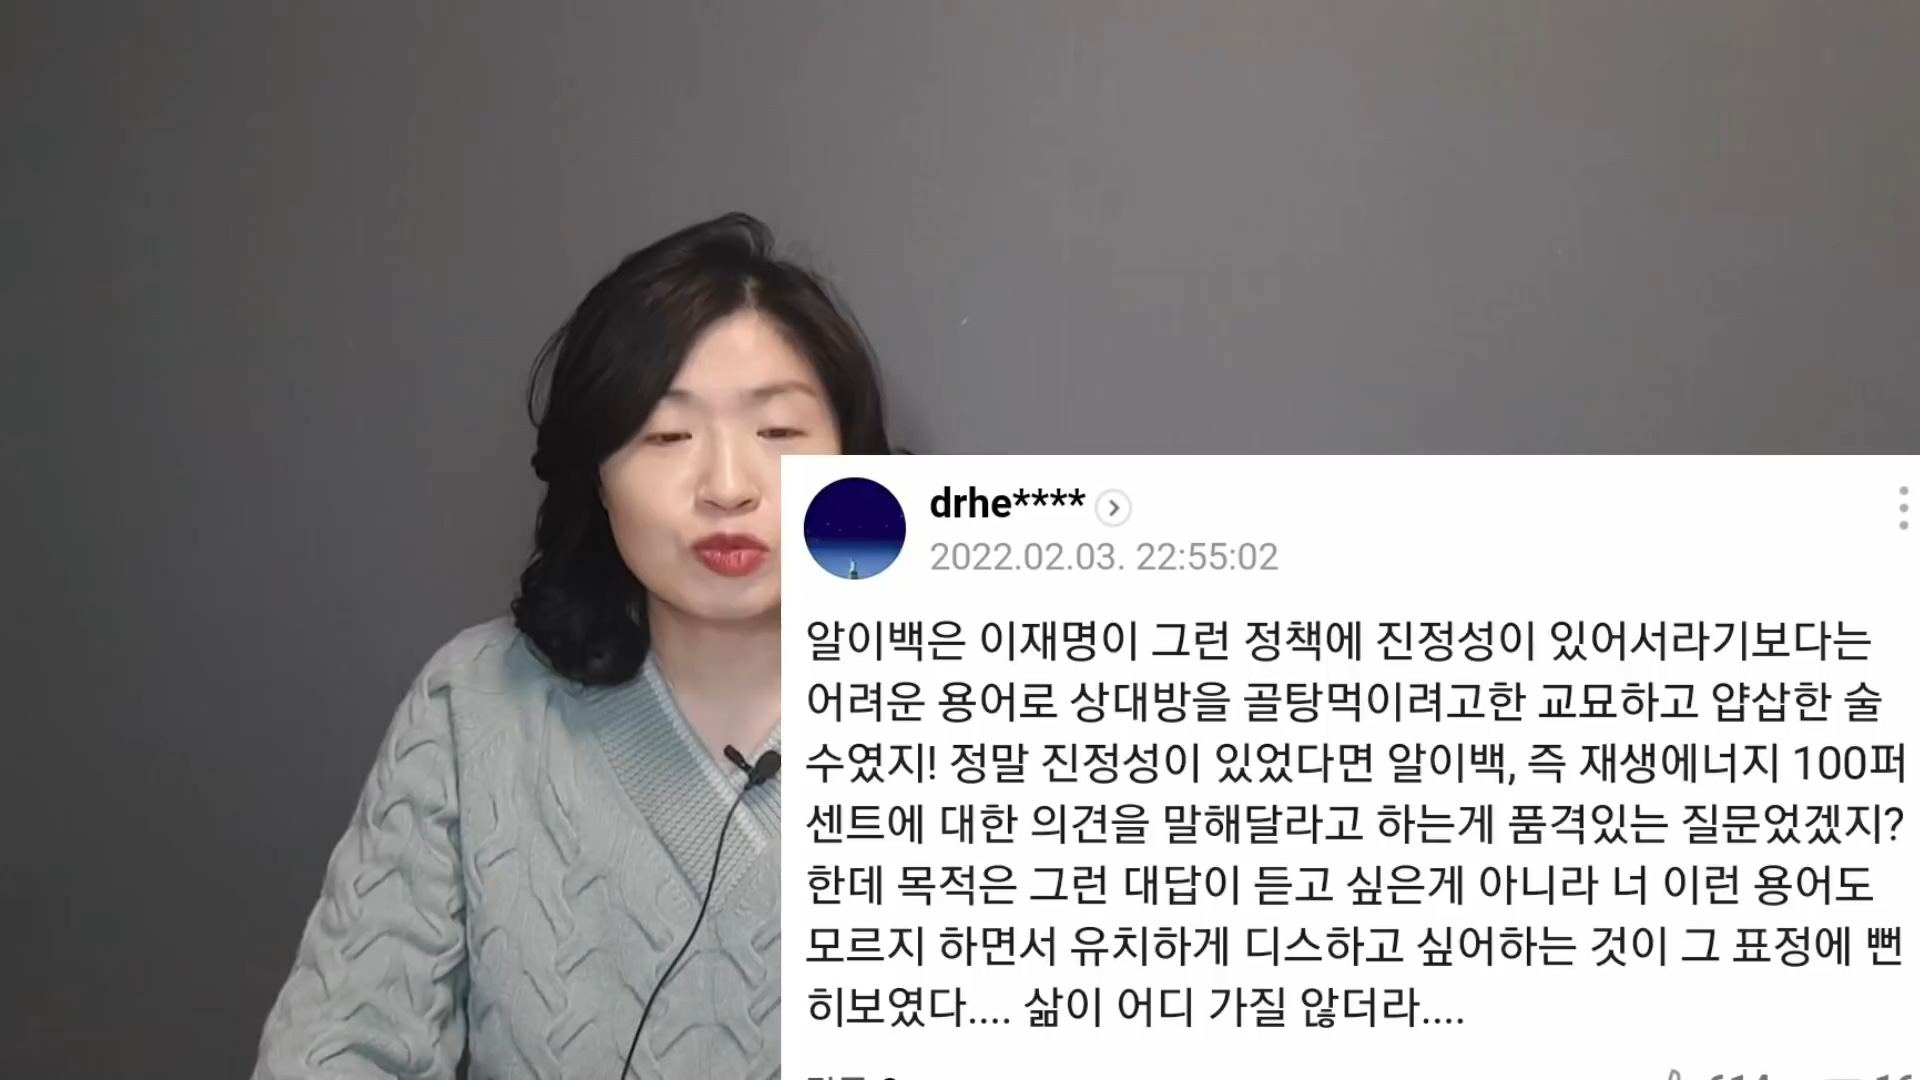 drhe****
2022.02.03. 22:55:02
알이백은 이재명이 그런 정책에 진정성이 있어서라기보다는
어려운 용어로 상대방을 골탕먹이려고한 교묘하고 얍삽한 술
수였지! 정말 진정성이 있었다면 알이백, 즉 재생에너지 100퍼
센트에 대한 의견을 말해달라고 하는게 품격있는 질문었겠지?
한데 목적은 그런 대답이 듣고 싶은게 아니라 너 이런 용어도
모르지 하면서 유치하게 디스하고 싶어하는 것이 그 표정에 뻔
히보였다.... 삶이 어디 가질 않더라....